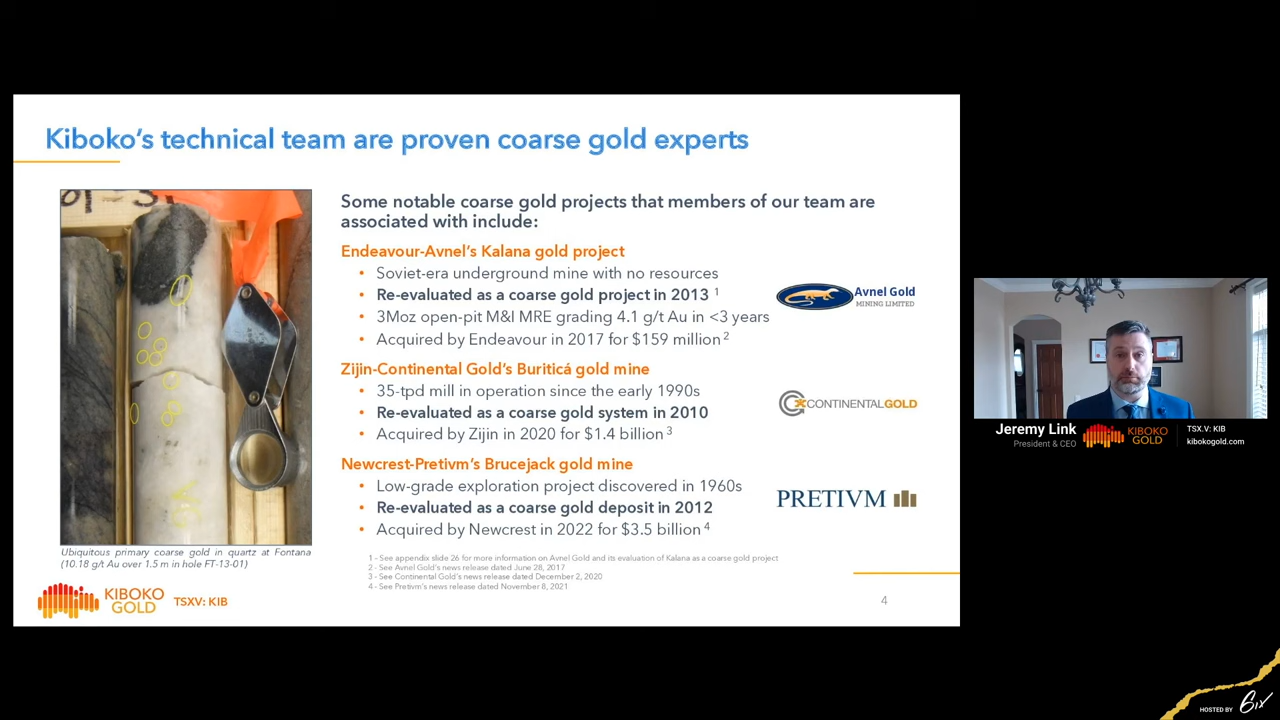 Kiboko's technical team are proven coarse gold experts
Some notable coarse gold projects that members of our team are
associated with include:
Endeavour-Avnel's Kalana gold project
• Soviet-era underground mine with no resources
• Re-evaluated as a coarse gold project in 2013 1
• 3Moz open-pit M&I MRE grading 4.1 g/t Au in <3 years
• Acquired by Endeavour in 2017 for $159 million 2
Avnel Gold
MINING LIMITED
Zijin-Continental Gold's Buriticá gold mine
• 35-tpd mill in operation since the early 1990s
• Re-evaluated as a coarse gold system in 2010
• Acquired by Zijin in 2020 for $1.4 billion 3
CONTINENTALGOLD
Newcrest-Pretivm's Brucejack gold mine
• Low-grade exploration project discovered in 1960s
• Re-evaluated as a coarse gold deposit in 2012
• Acquired by Newcrest in 2022 for $3.5 billion 4
PRETIVM
Ubiquitous primary coarse gold in quartz at Fontana
(10.18 g/t Au over 1.5 m in hole FT-13-01)
1 - See appendix slide 26 for more information on Avnel Gold and its evaluation of Kalana as a coarse gold project
2 - See Avnel Gold's news release dated June 28, 2017
3 - See Continental Gold's news release dated December 2, 2020
4 - See Pretivm's news release dated November 8, 2021
KIBOKO
GOLD
TSXV: KIB
4
Jeremy Link
President & CEO
KIBOKO
GOLD
TSX.V: KIB
kibokogold.com
HOSTED BY 6ix